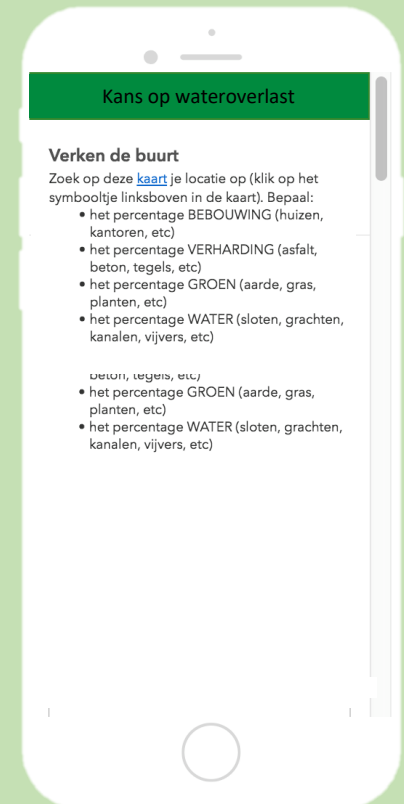 Kans op wateroverlast
Verken de buurt
Zoek op deze kaart je locatie op (klik op het
symbooltje linksboven in de kaart). Bepaal:
• het percentage BEBOUWING (huizen,
kantoren, etc)
• het percentage VERHARDING (asfalt,
beton, tegels, etc)
• het percentage GROEN (aarde, gras,
planten, etc)
• het percentage WATER (sloten, grachten,
kanalen, vijvers, etc)
beton, tegels, etc)
• het percentage GROEN (aarde, gras,
planten, etc)
• het percentage WATER (sloten, grachten,
kanalen, vijvers, etc)